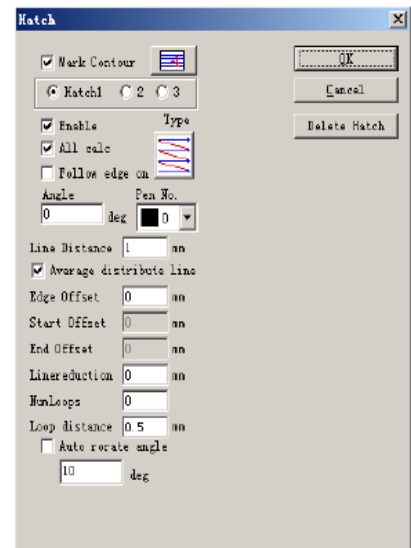 Hatch
Mark Contour
OK
Hatch1 2 3
Cancel
Enable Type
Delete Hatch
All calc
Follow edge on
Angle Pen No.
0 deg 0
Line Distance 1 mm
Average distribute line
Edge Offset 0 mm
Start Offset 0 mm
End Offset 0 mm
Linereduction 0 mm
NumLoops 0
Loop distance 0.5 mm
Auto rorate angle
10 deg